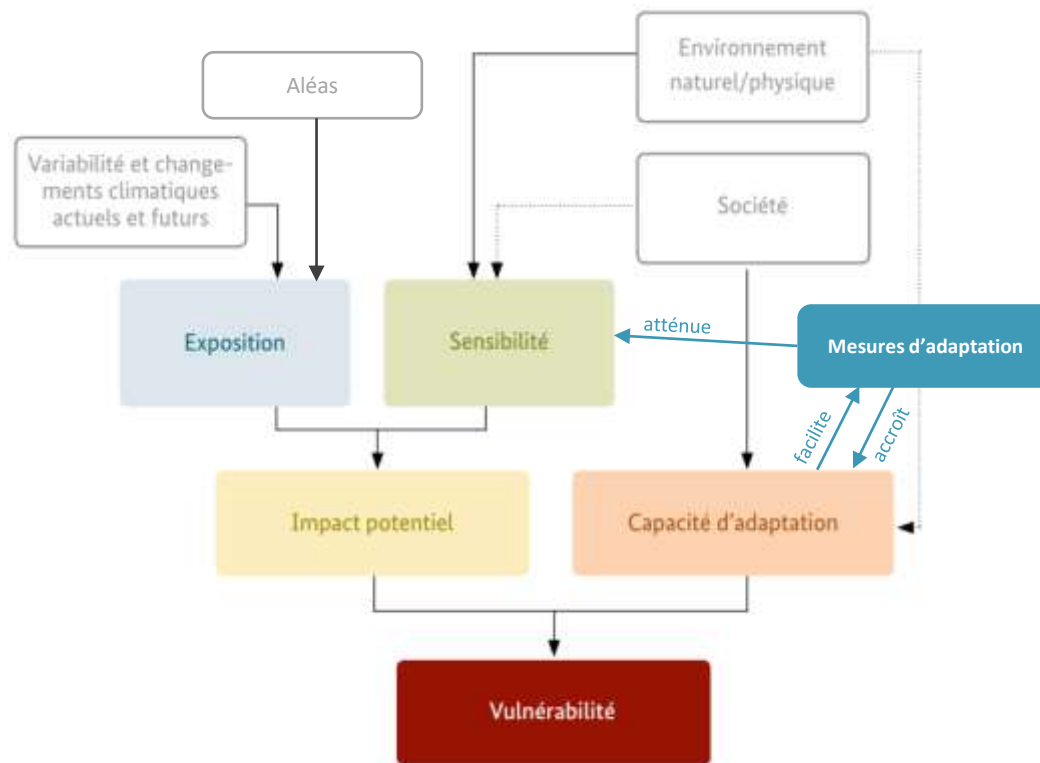 Environnement
naturel/physique
Aléas
Variabilité et change-
ments climatiques
actuels et futurs
Société
Exposition
Sensibilité
atténue
Mesures d’adaptation
facilite
accroît
Impact potentiel
Capacité d’adaptation
Vulnérabilité